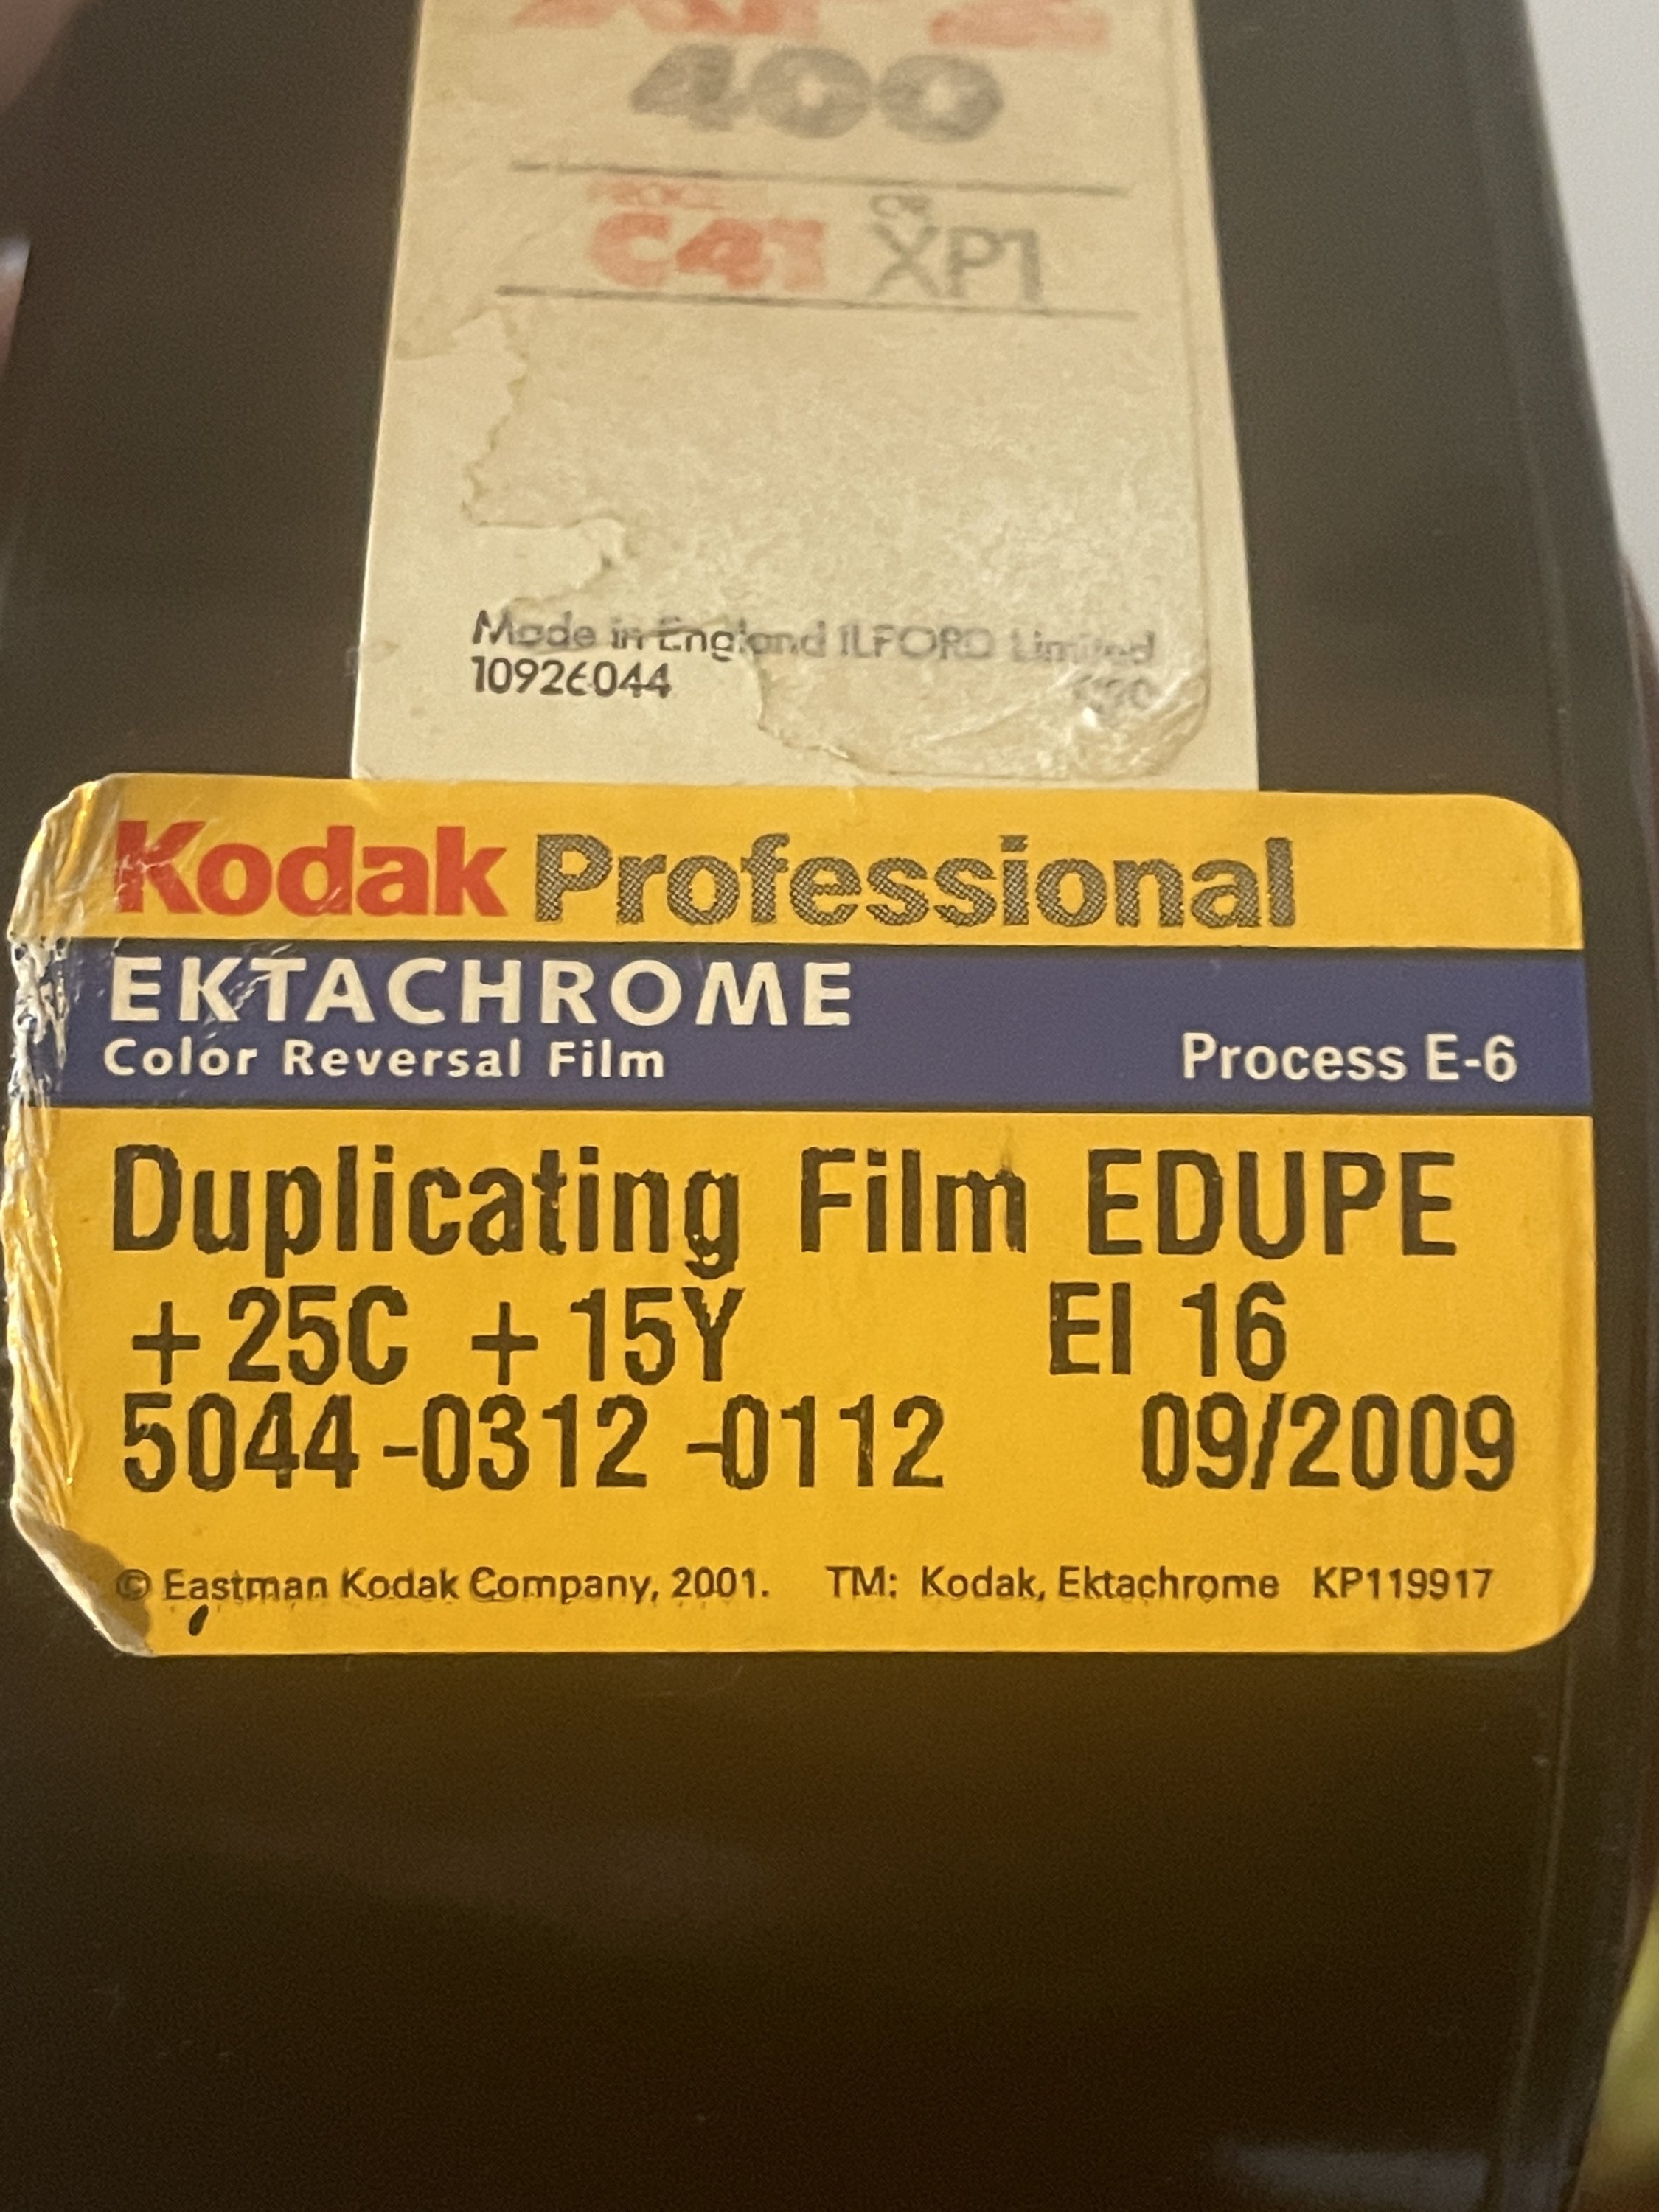 400
C41 OR XP1
Made in England ILFORD Limited
10926044
Kodak Professional
EKTACHROME
Color Reversal Film Process E-6
Duplicating Film EDUPE
+25C +15Y EI 16
5044-0312-0112 09/2009
© Eastman Kodak Company, 2001. TM: Kodak, Ektachrome KP119917